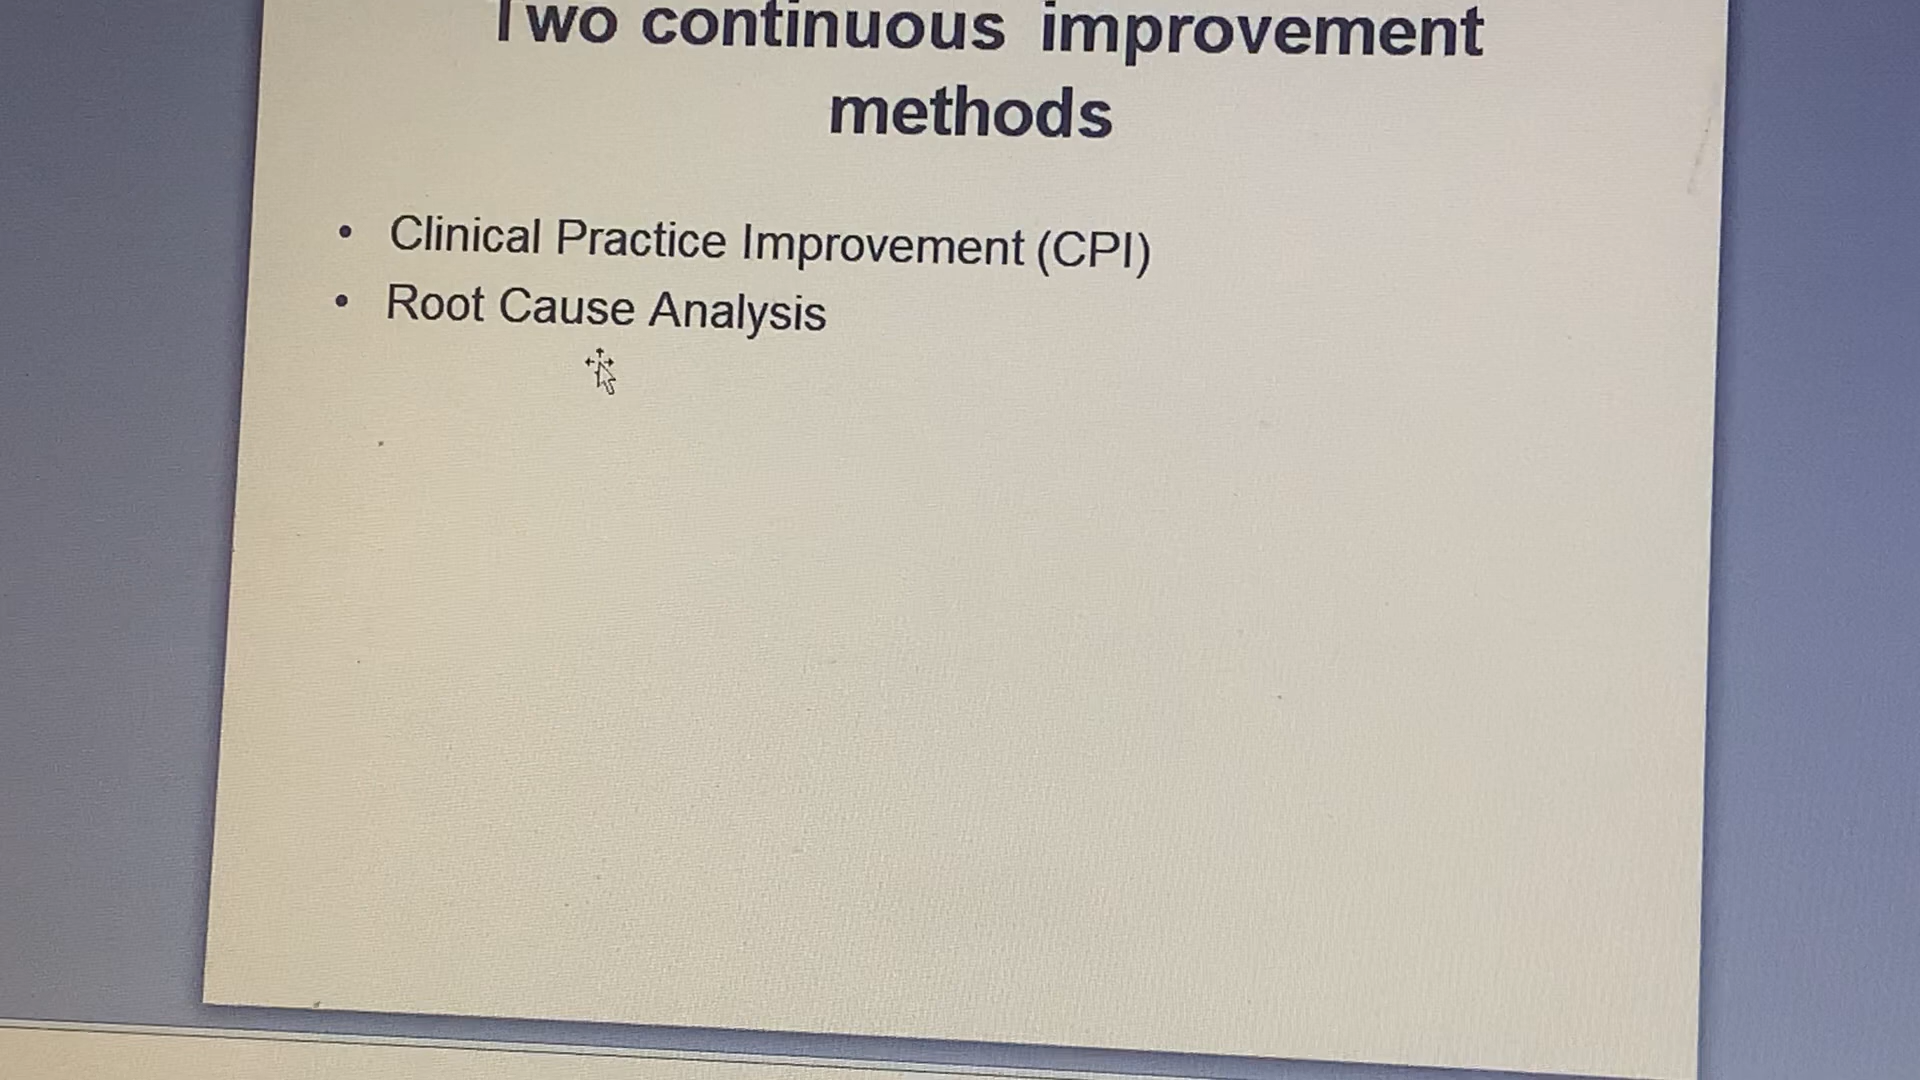 Two continuous improvement
methods
• Clinical Practice Improvement (CPI)
• Root Cause Analysis